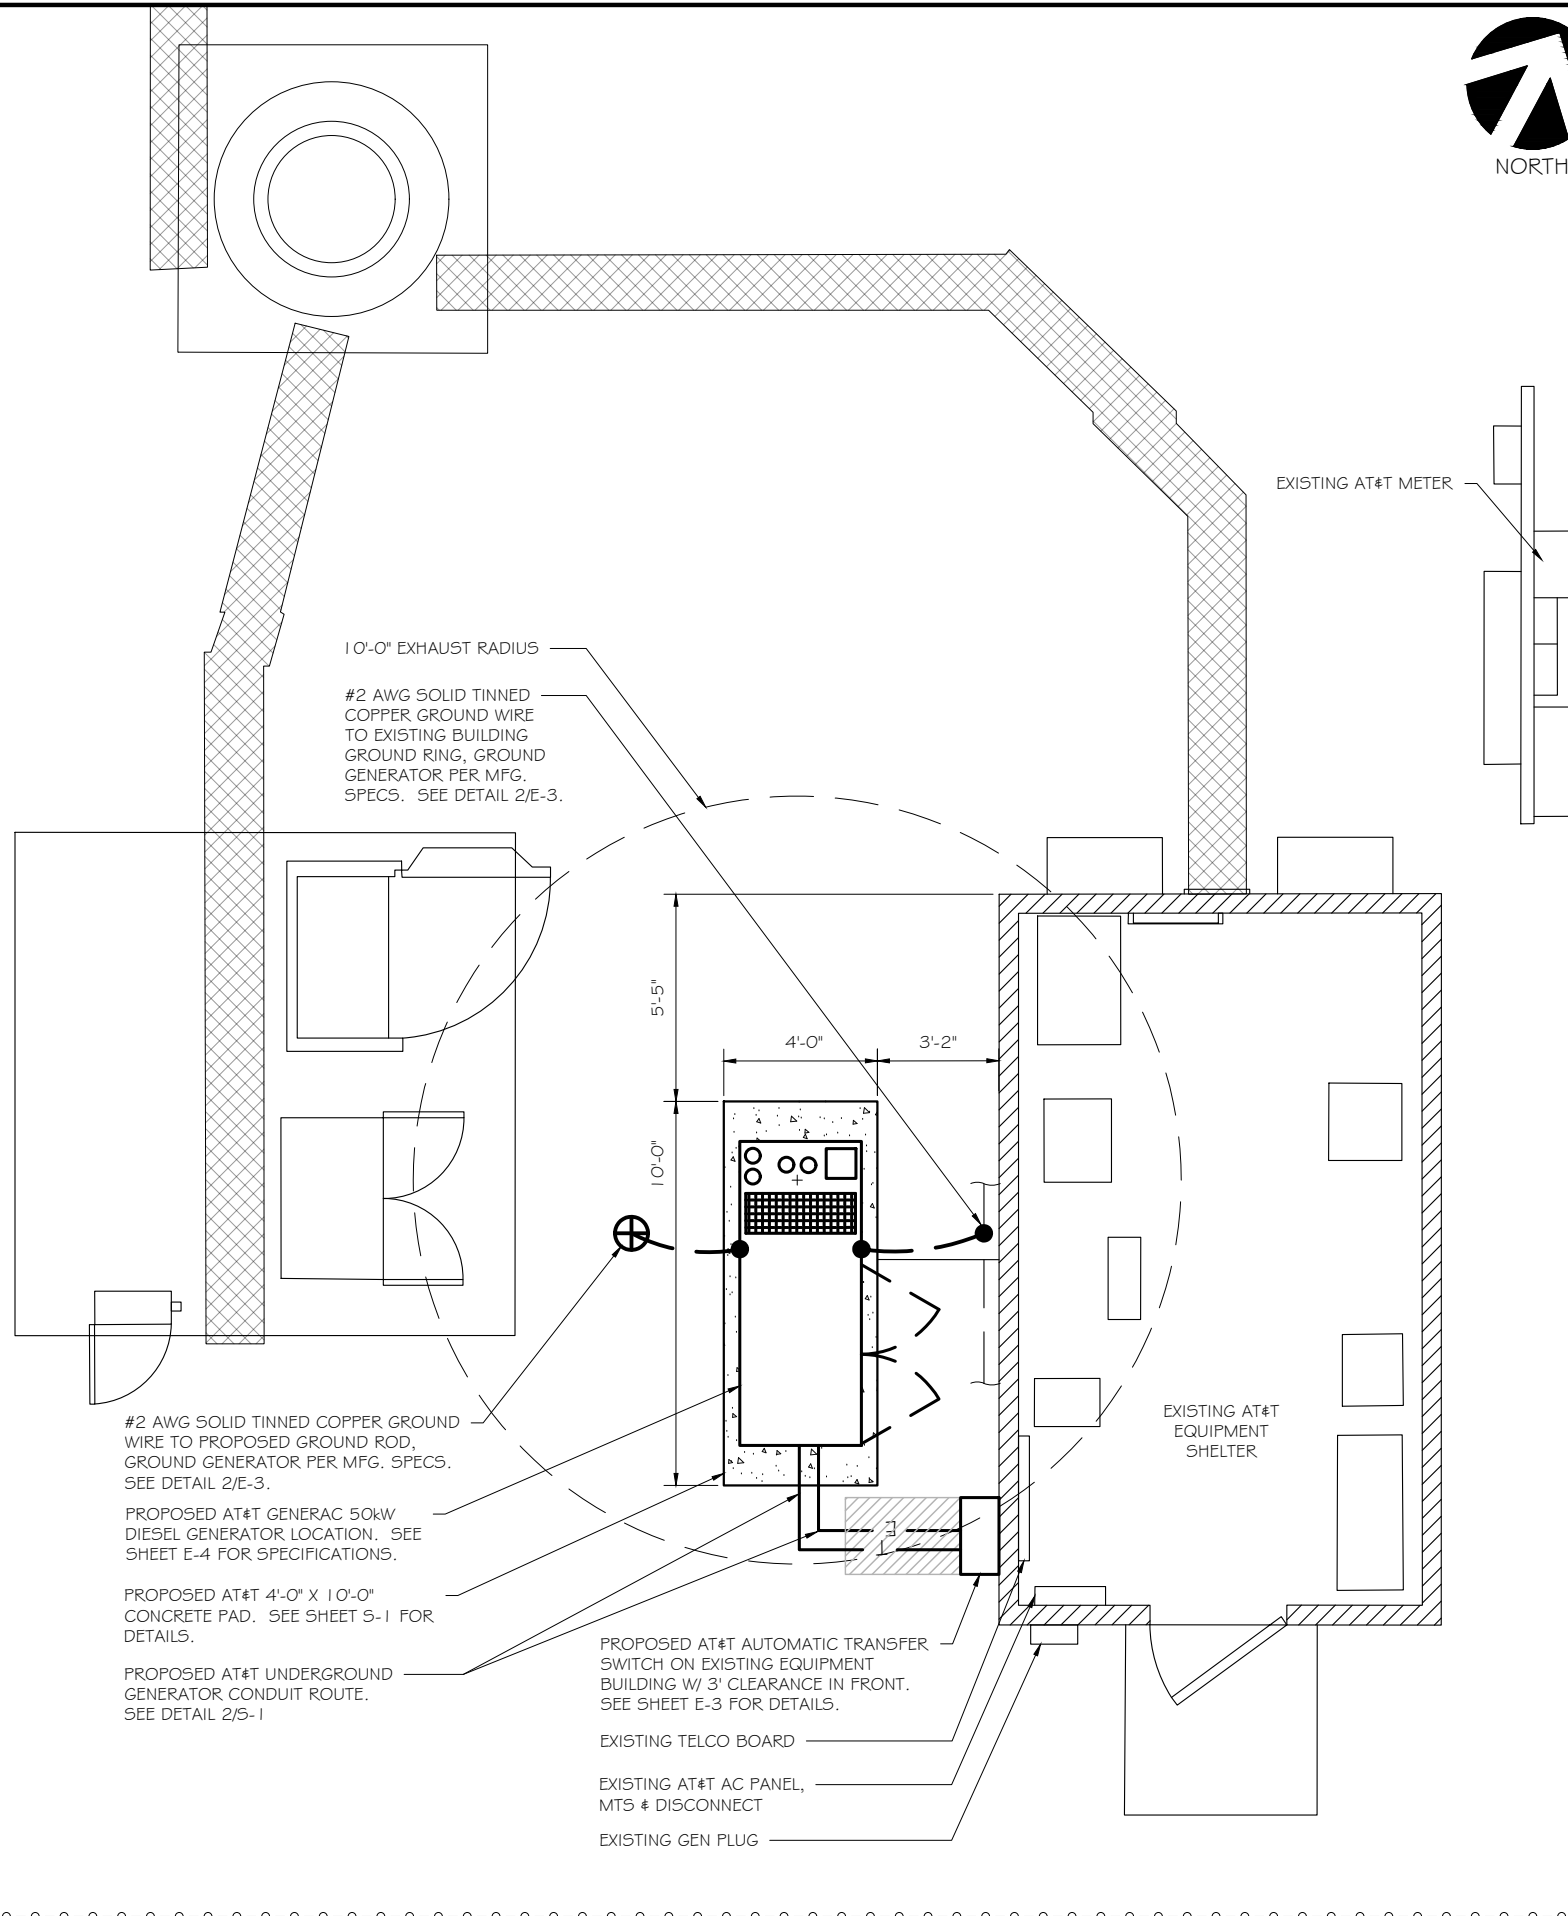 NORTH
EXISTING AT&T METER
10'-0" EXHAUST RADIUS
#2 AWG SOLID TINNED
COPPER GROUND WIRE
TO EXISTING BUILDING
GROUND RING, GROUND
GENERATOR PER MFG.
SPECS. SEE DETAIL 2/E-3.
5'-5"
4'-0"
3'-2"
10'-0"
#2 AWG SOLID TINNED COPPER GROUND
WIRE TO PROPOSED GROUND ROD,
GROUND GENERATOR PER MFG. SPECS.
SEE DETAIL 2/E-3.
PROPOSED AT&T GENERAC 50kW
DIESEL GENERATOR LOCATION. SEE
SHEET E-4 FOR SPECIFICATIONS.
PROPOSED AT&T 4'-0" X 10'-0"
CONCRETE PAD. SEE SHEET S-1 FOR
DETAILS.
PROPOSED AT&T UNDERGROUND
GENERATOR CONDUIT ROUTE.
SEE DETAIL 2/S-1
EXISTING AT&T
EQUIPMENT
SHELTER
E
T
PROPOSED AT&T AUTOMATIC TRANSFER
SWITCH ON EXISTING EQUIPMENT
BUILDING W/ 3' CLEARANCE IN FRONT.
SEE SHEET E-3 FOR DETAILS.
EXISTING TELCO BOARD
EXISTING AT&T AC PANEL,
MTS & DISCONNECT
EXISTING GEN PLUG